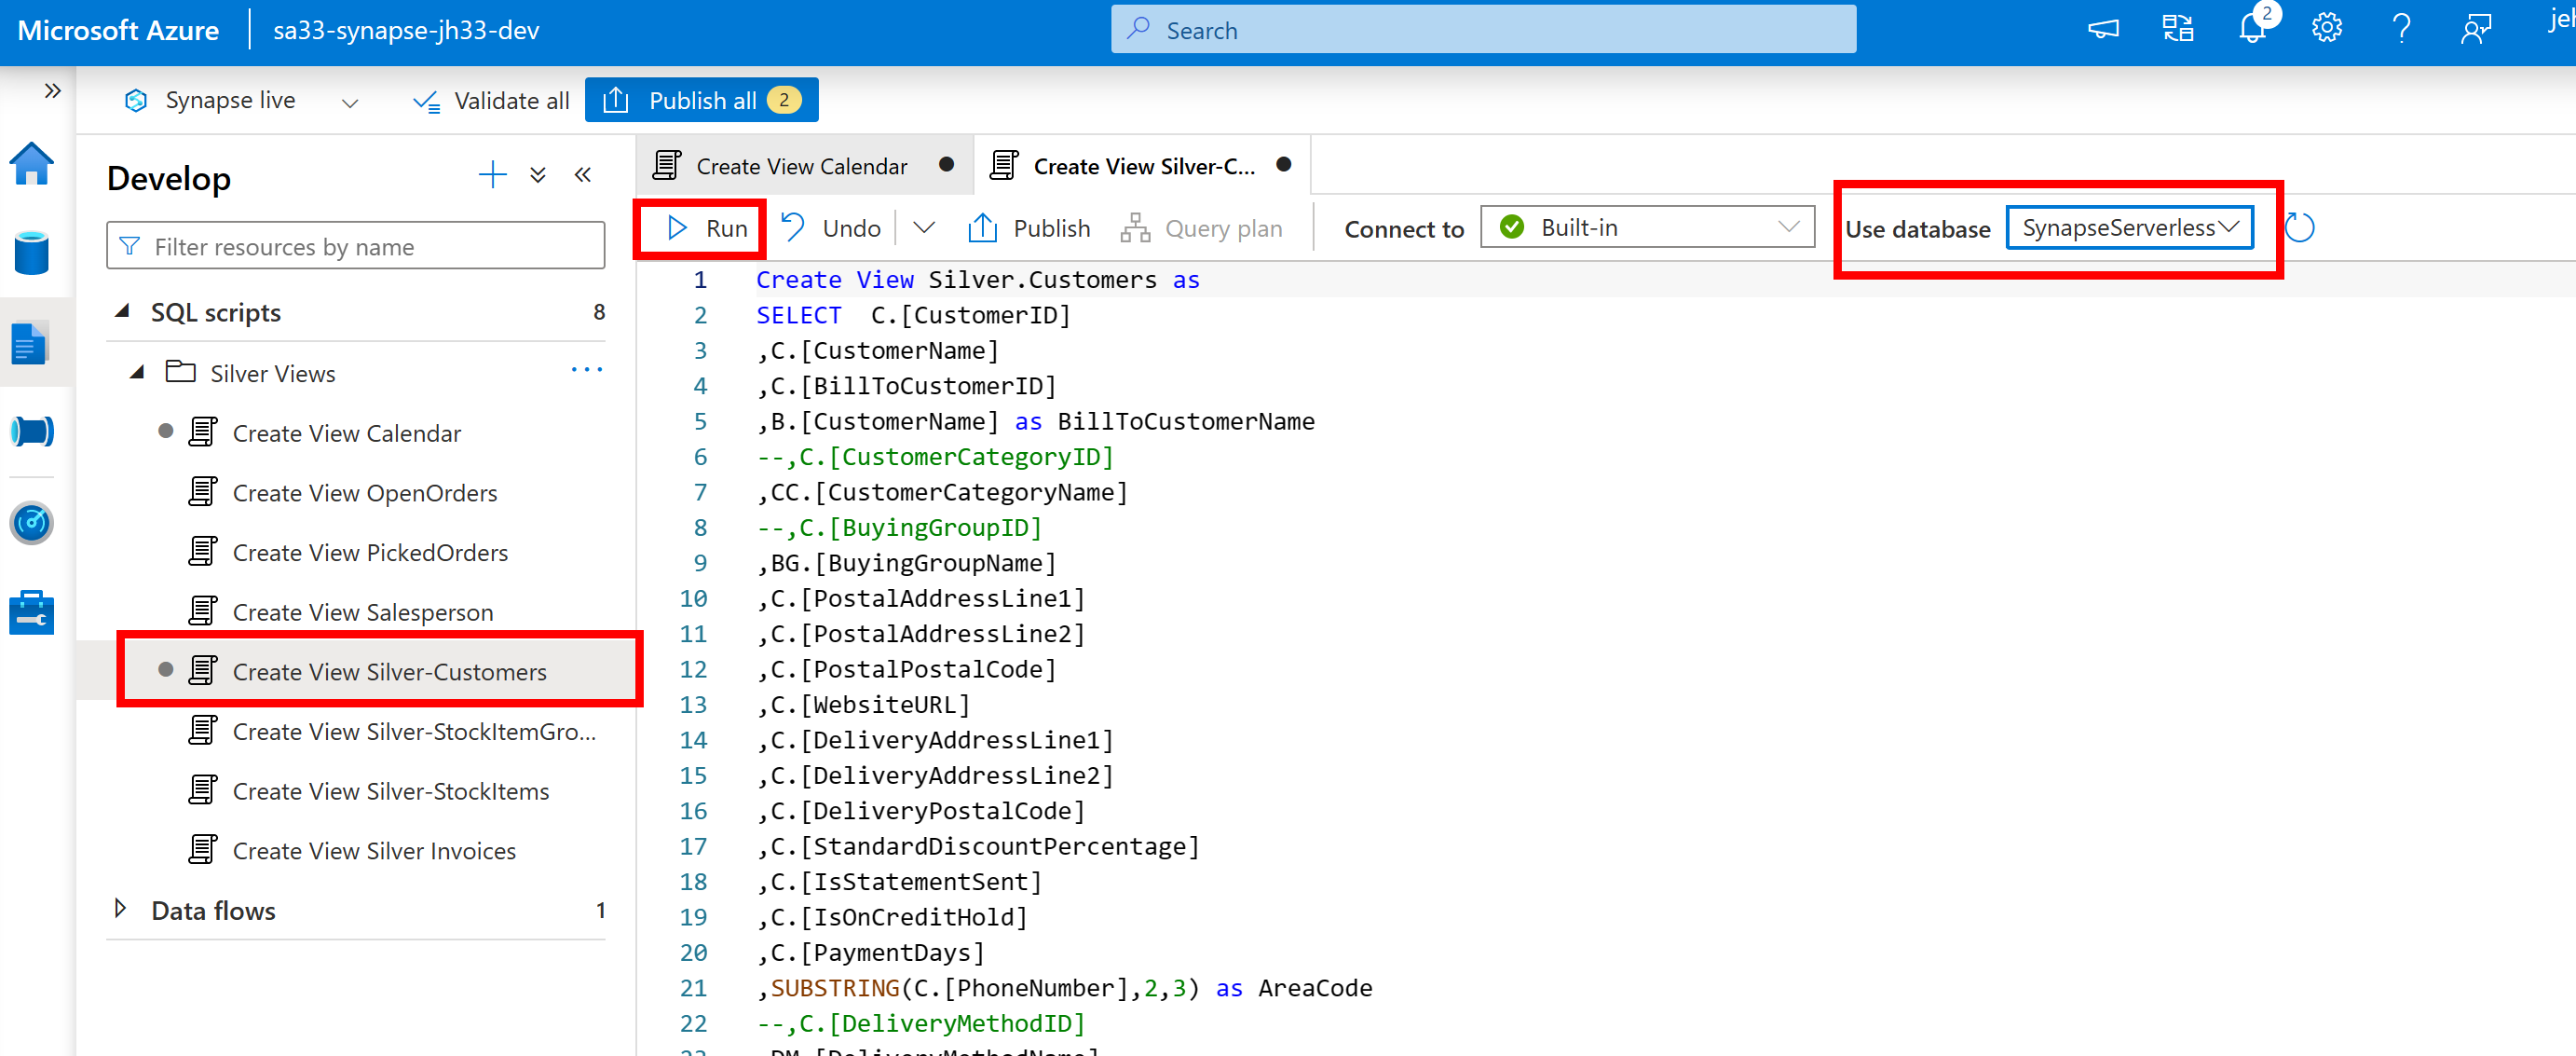 Microsoft Azure
sa33-synapse-jh33-dev
Search
2
Synapse live
Validate all
Publish all 2
Develop
Filter resources by name
SQL scripts 8
Silver Views
Create View Calendar
Create View OpenOrders
Create View PickedOrders
Create View Salesperson
Create View Silver-Customers
Create View Silver-StockItemGro...
Create View Silver-StockItems
Create View Silver Invoices
Data flows 1
Create View Calendar
Create View Silver-C...
Run Undo Publish Query plan Connect to Built-in Use database SynapseServerless
1 Create View Silver.Customers as
2 SELECT  C.[CustomerID]
3 ,C.[CustomerName]
4 ,C.[BillToCustomerID]
5 ,B.[CustomerName] as BillToCustomerName
6 --,C.[CustomerCategoryID]
7 ,CC.[CustomerCategoryName]
8 --,C.[BuyingGroupID]
9 ,BG.[BuyingGroupName]
10 ,C.[PostalAddressLine1]
11 ,C.[PostalAddressLine2]
12 ,C.[PostalPostalCode]
13 ,C.[WebsiteURL]
14 ,C.[DeliveryAddressLine1]
15 ,C.[DeliveryAddressLine2]
16 ,C.[DeliveryPostalCode]
17 ,C.[StandardDiscountPercentage]
18 ,C.[IsStatementSent]
19 ,C.[IsOnCreditHold]
20 ,C.[PaymentDays]
21 ,SUBSTRING(C.[PhoneNumber],2,3) as AreaCode
22 --,C.[DeliveryMethodID]
23 ,DM.[DeliveryMethodName]